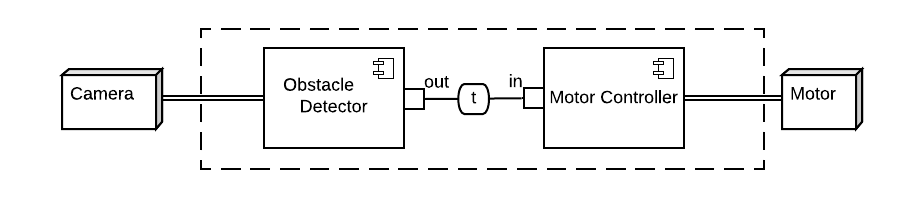 Camera
Obstacle
Detector
out
t
in
Motor Controller
Motor